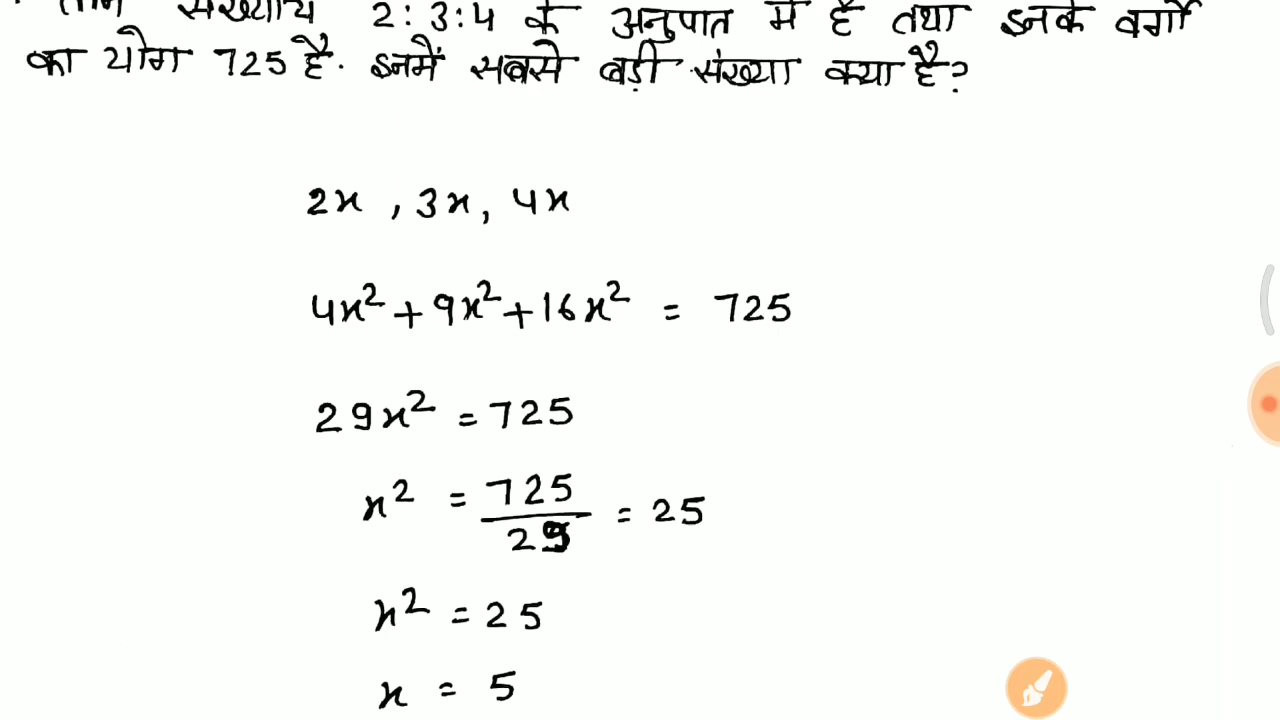 तीन संख्यायें 2:3:4 के अनुपात में हैं तथा इनके वर्गों
का योग 725 है. इनमें सबसे बड़ी संख्या क्या है?
2x , 3x, 4x
4x² + 9x² + 16x² = 725
29x² = 725
x² = 725/29 = 25
x² = 25
x = 5